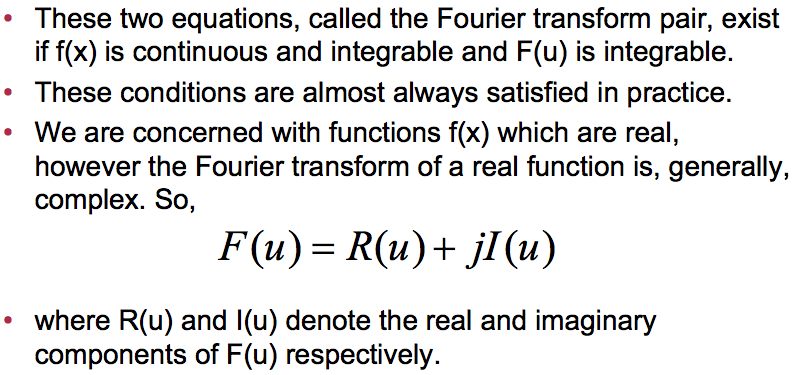 • These two equations, called the Fourier transform pair, exist
if f(x) is continuous and integrable and F(u) is integrable.
• These conditions are almost always satisfied in practice.
• We are concerned with functions f(x) which are real,
however the Fourier transform of a real function is, generally,
complex. So,
F(u) = R(u) + jI(u)
• where R(u) and I(u) denote the real and imaginary
components of F(u) respectively.